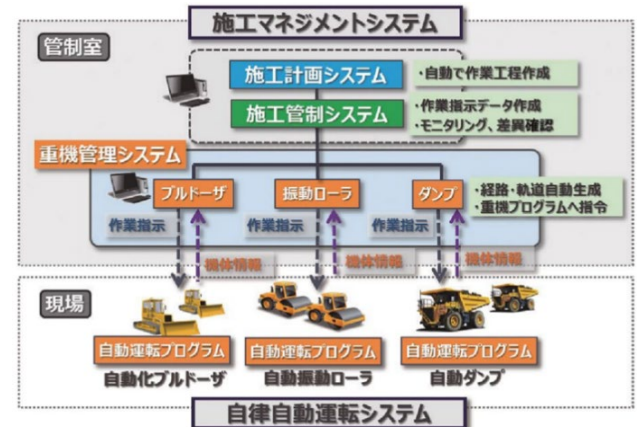 施工マネジメントシステム
管制室
施工計画システム
・自動で作業工程作成
施工管制システム
・作業指示データ作成
・モニタリング、差異確認
重機管理システム
ブルドーザ
振動ローラ
ダンプ
・経路・軌道自動生成
・重機プログラムへ指令
作業指示
作業指示
作業指示
機体情報
機体情報
機体情報
現場
自動運転プログラム
自動運転プログラム
自動運転プログラム
自動化ブルドーザ
自動振動ローラ
自動ダンプ
自律自動運転システム